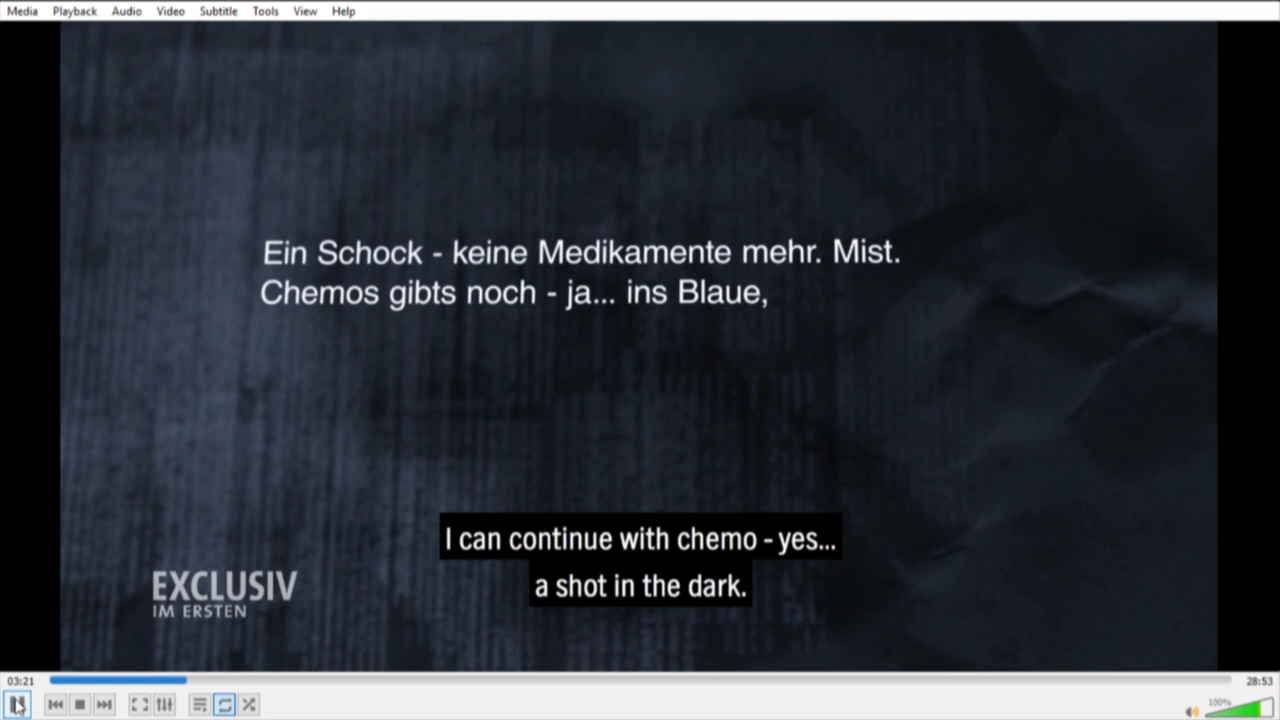 Media Playback Audio Video Subtitle Tools View Help
Ein Schock - keine Medikamente mehr. Mist.
Chemos gibts noch - ja... ins Blaue,
I can continue with chemo - yes...
a shot in the dark.
EXCLUSIV
IM ERSTEN
03:21 28:53
100%